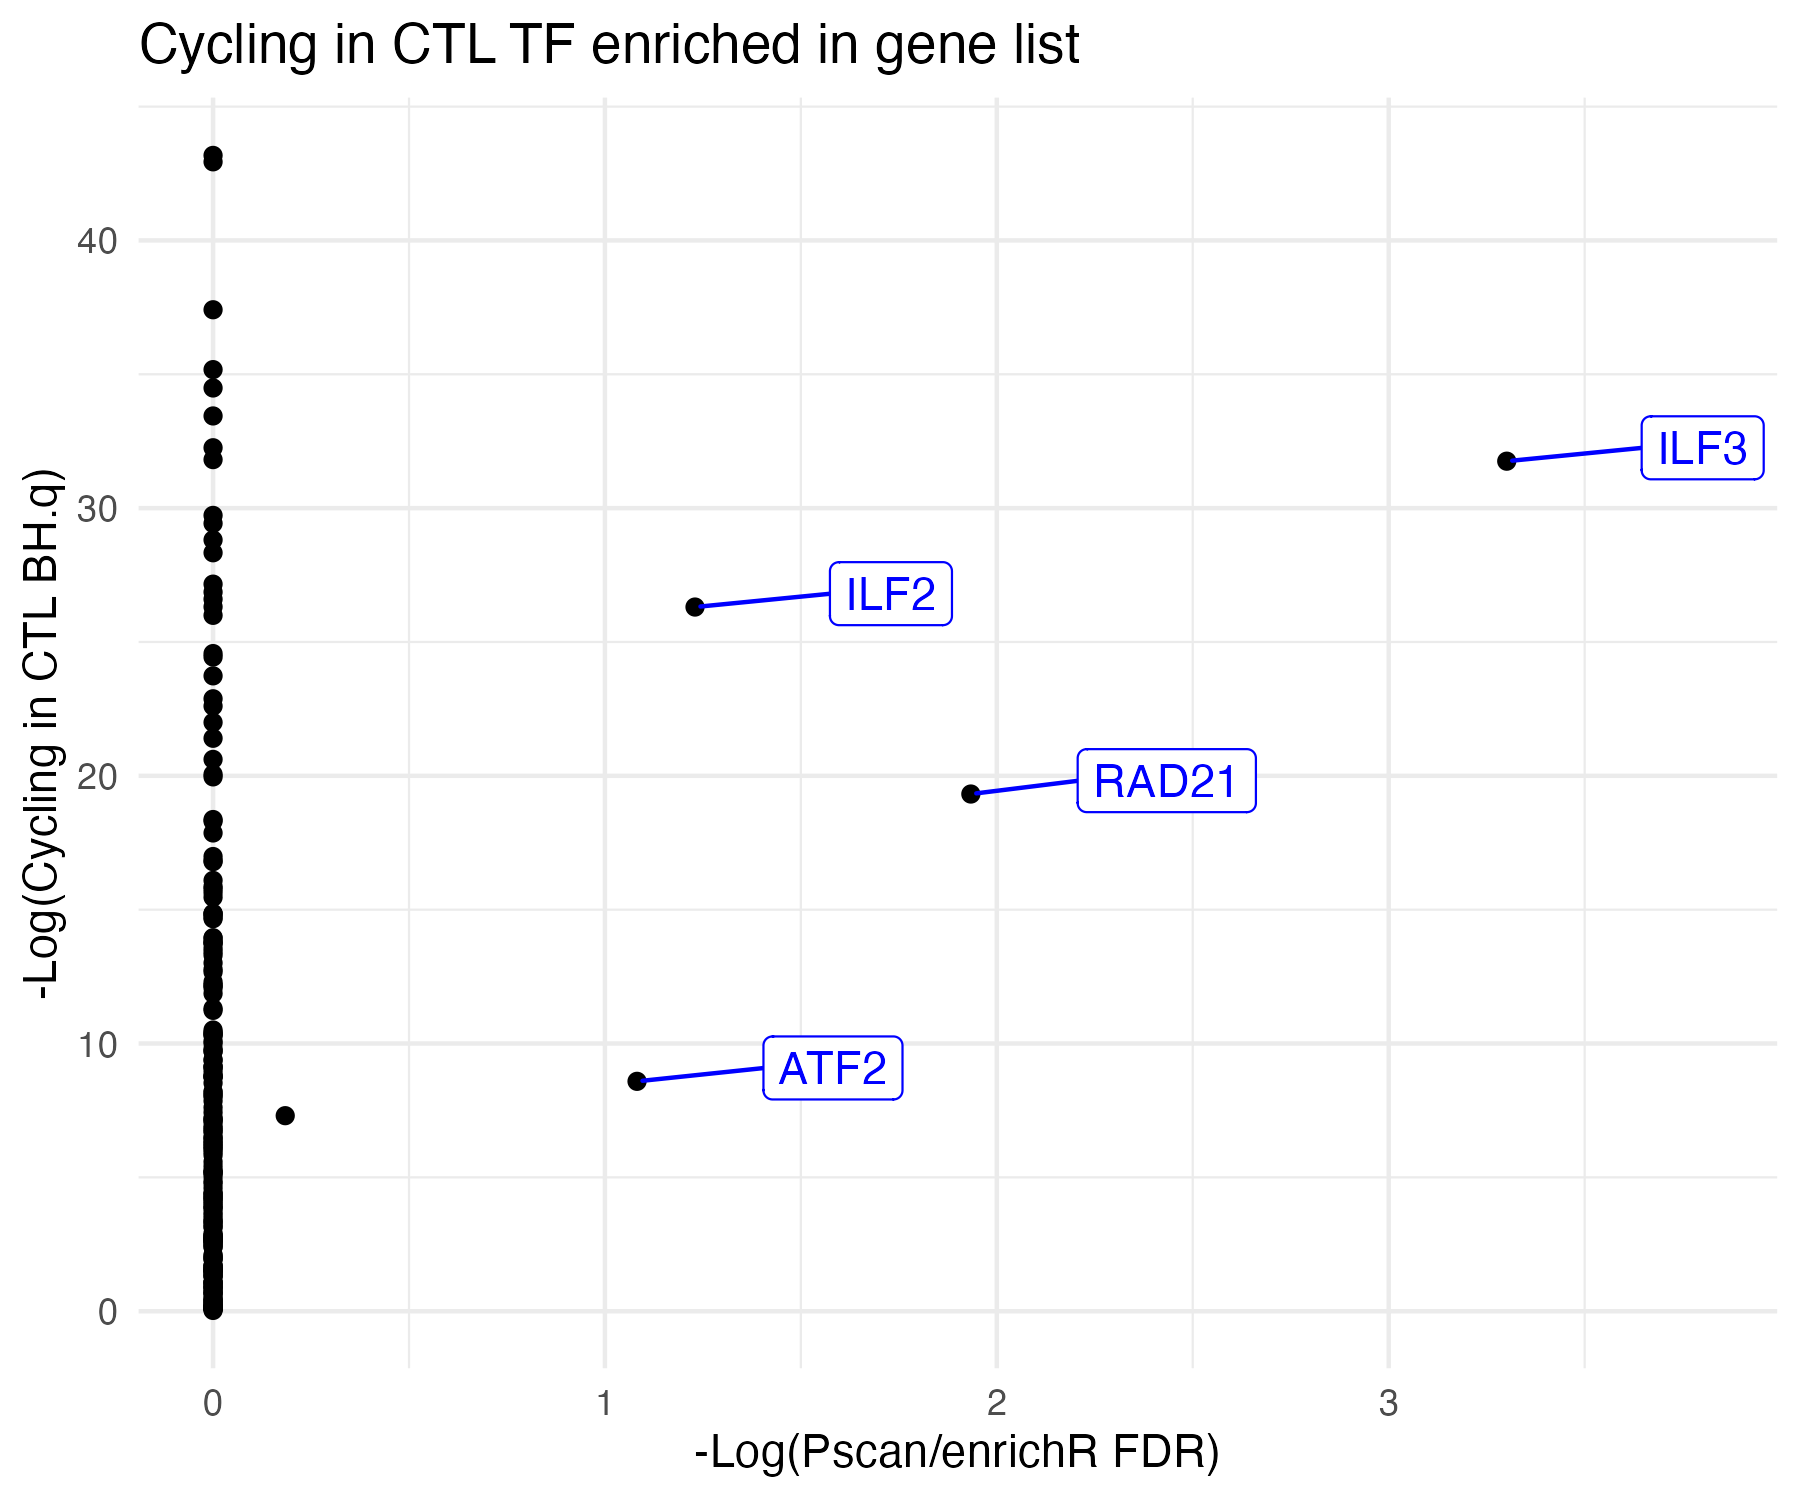 Cycling in CTL TF enriched in gene list
-Log(Cycling in CTL BH.q)
40
30
20
10
0
ILF3
ILF2
RAD21
ATF2
0 1 2 3
-Log(Pscan/enrichR FDR)